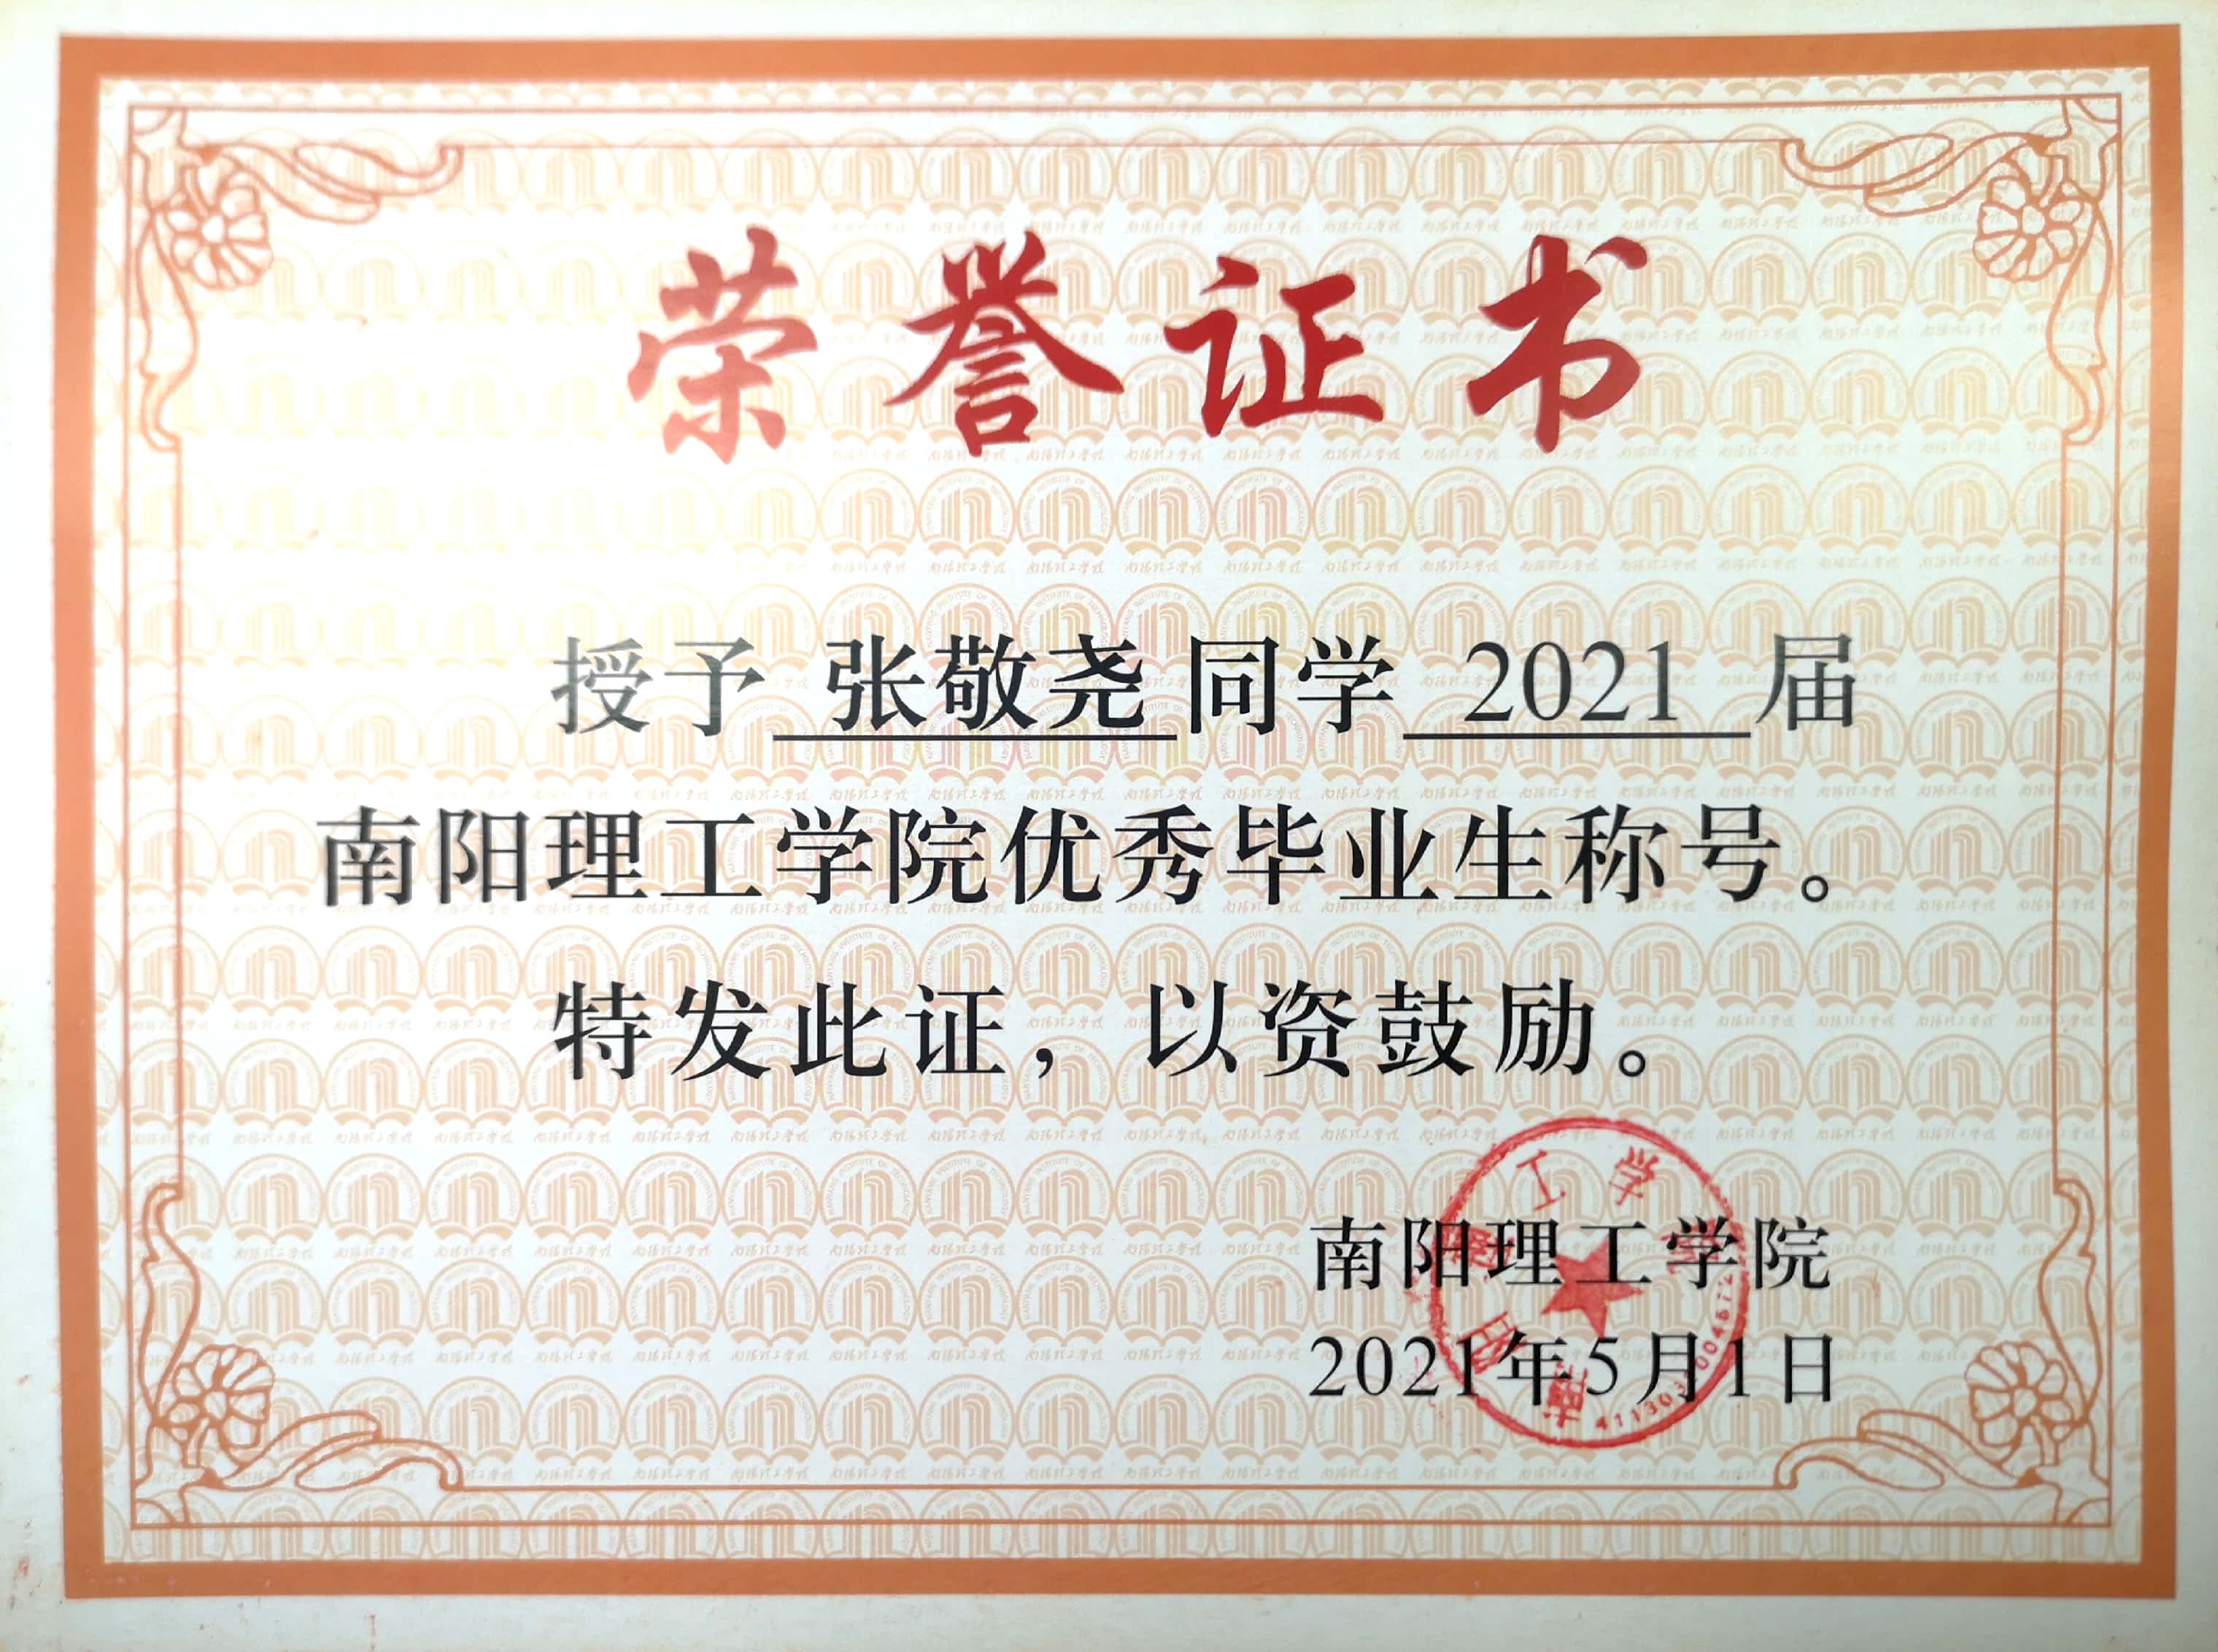 荣誉证书
授予 张敬尧 同学 2021 届
南阳理工学院优秀毕业生称号。
特发此证，以资鼓励。
南阳理工学院
2021年5月1日